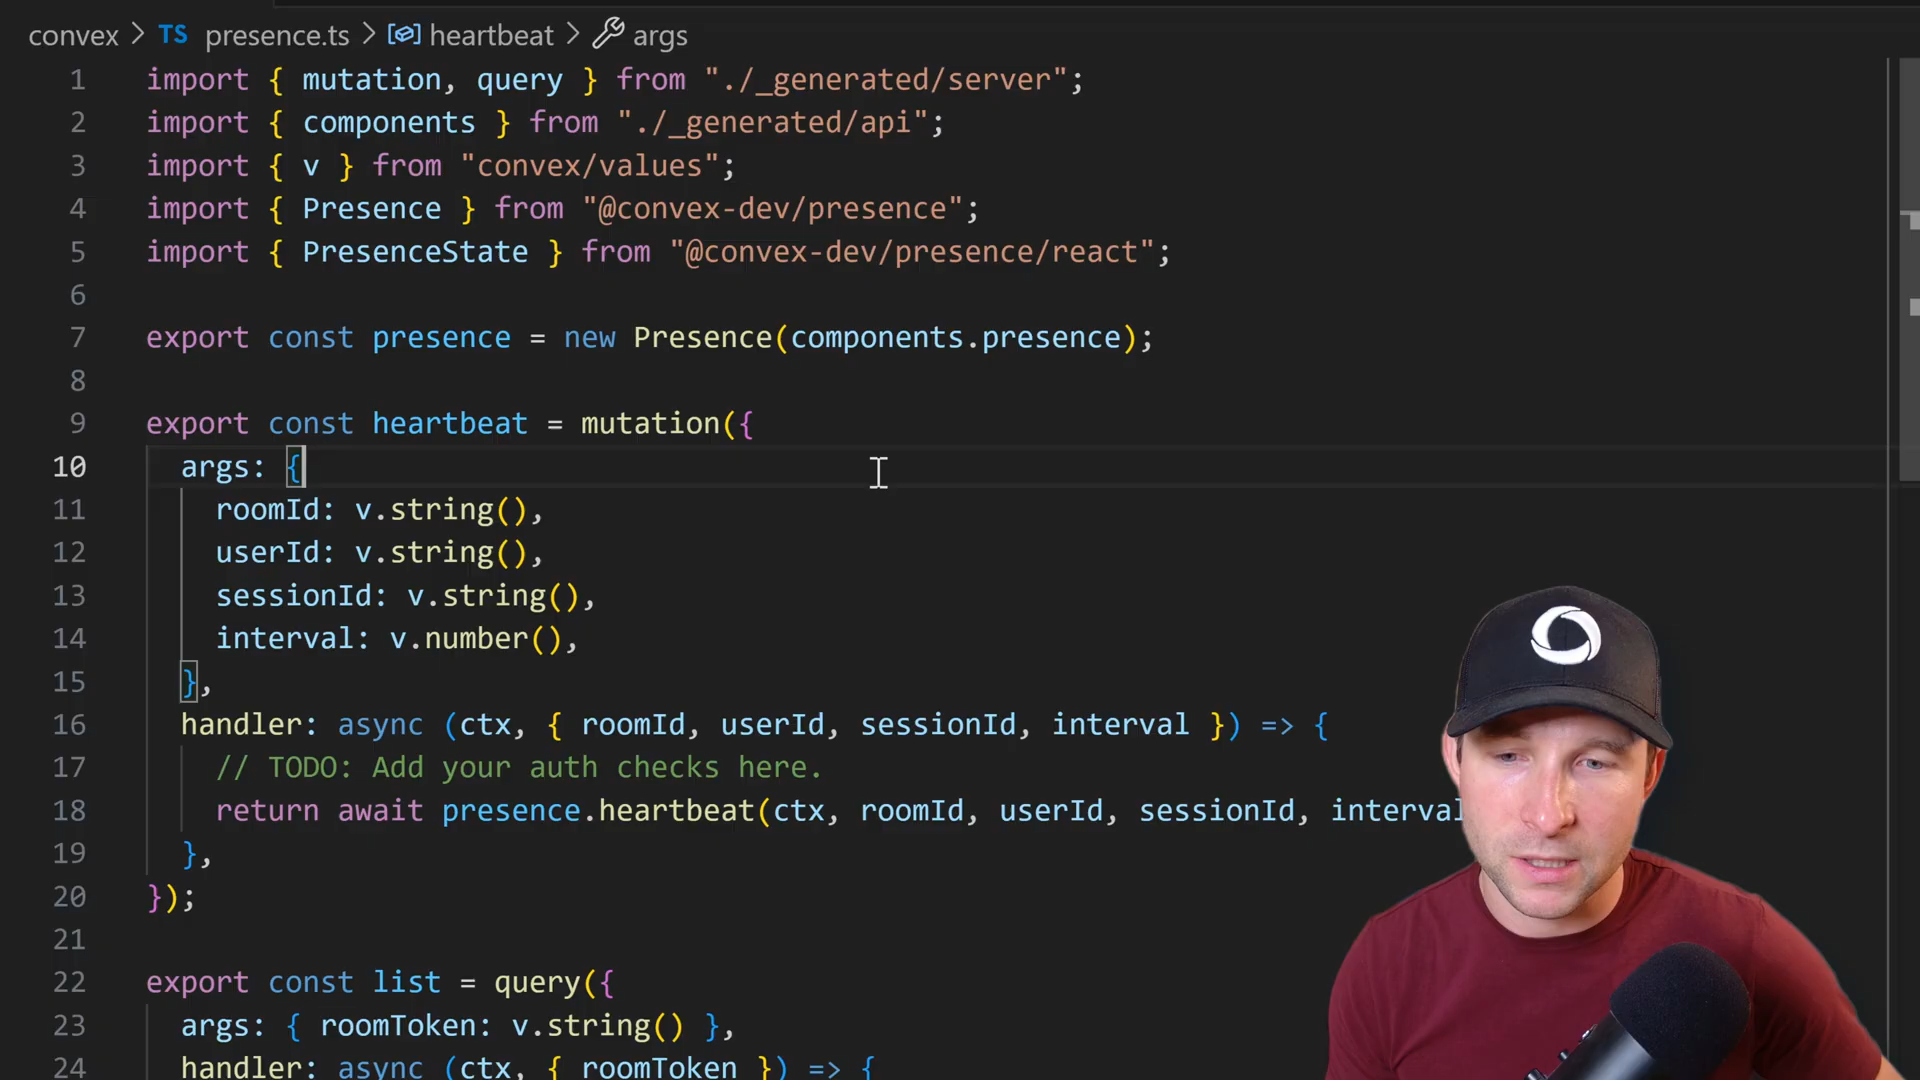 convex > TS presence.ts > heartbeat > args
1 import { mutation, query } from "./_generated/server";
2 import { components } from "./_generated/api";
3 import { v } from "convex/values";
4 import { Presence } from "@convex-dev/presence";
5 import { PresenceState } from "@convex-dev/presence/react";
6
7 export const presence = new Presence(components.presence);
8
9 export const heartbeat = mutation({
10 args: {
11 roomId: v.string(),
12 userId: v.string(),
13 sessionId: v.string(),
14 interval: v.number(),
15 },
16 handler: async (ctx, { roomId, userId, sessionId, interval }) => {
17 // TODO: Add your auth checks here.
18 return await presence.heartbeat(ctx, roomId, userId, sessionId, interval
19 },
20 });
21
22 export const list = query({
23 args: { roomToken: v.string() },
24 handler: async (ctx, { roomToken }) => {